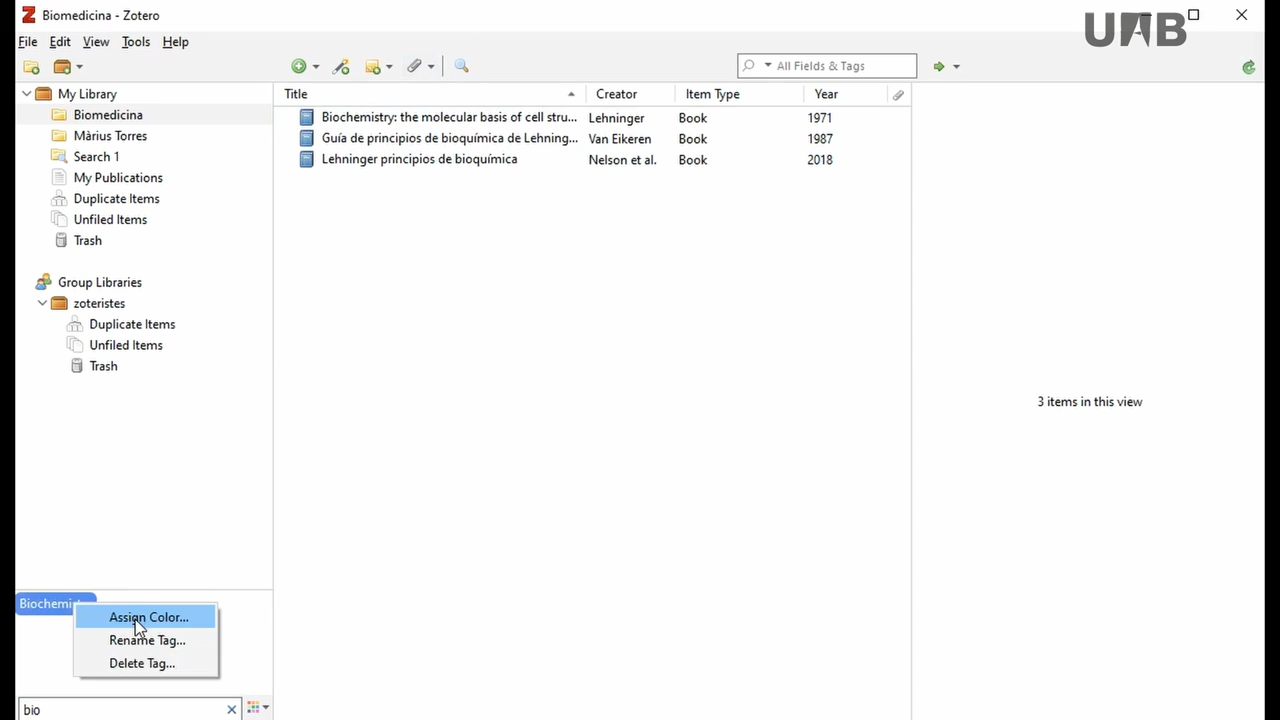 Biomedicina - Zotero
UAB
File Edit View Tools Help
All Fields & Tags
My Library
Biomedicina
Màrius Torres
Search 1
My Publications
Duplicate Items
Unfiled Items
Trash
Group Libraries
zoteristes
Duplicate Items
Unfiled Items
Trash
Title Creator Item Type Year
Biochemistry: the molecular basis of cell stru... Lehninger Book 1971
Guía de principios de bioquímica de Lehning... Van Eikeren Book 1987
Lehninger principios de bioquímica Nelson et al. Book 2018
3 items in this view
Biochemist
Assign Color...
Rename Tag...
Delete Tag...
bio